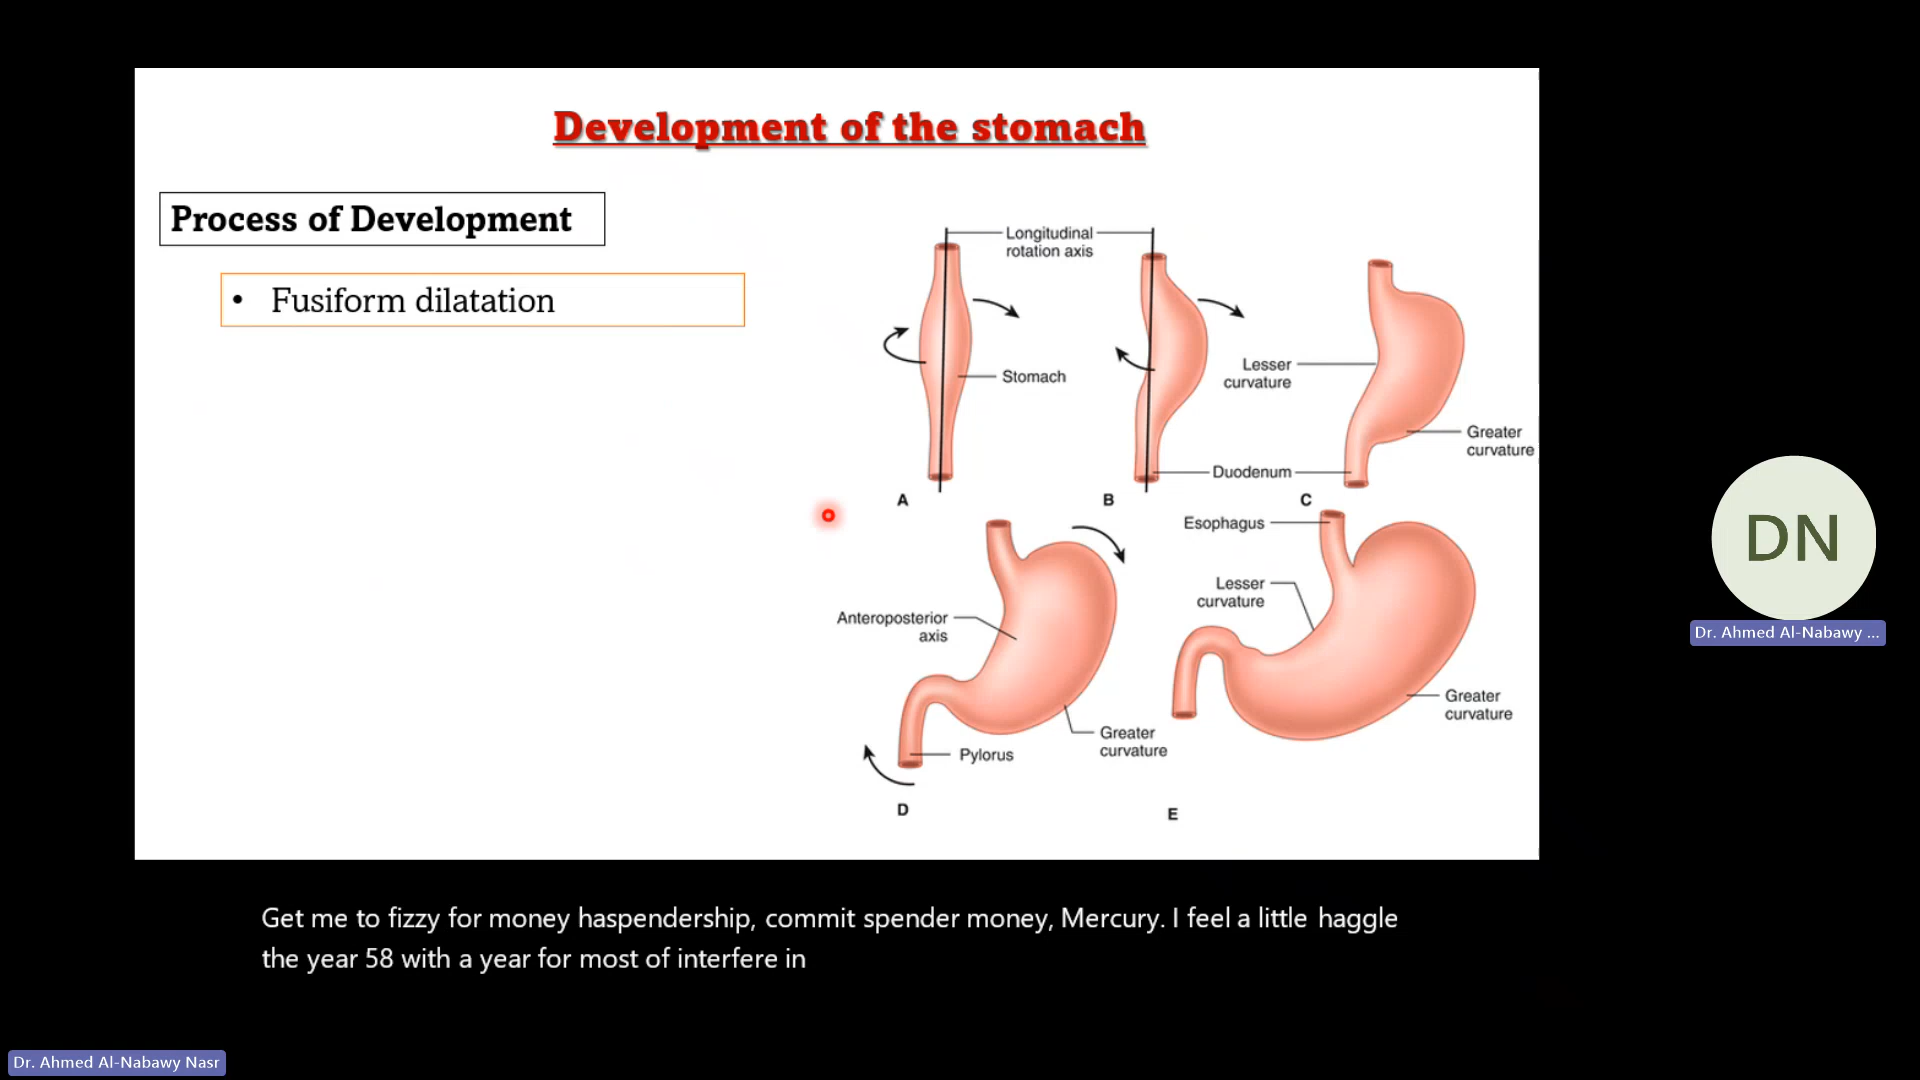 Development of the stomach
Process of Development
• Fusiform dilatation
Longitudinal
rotation axis
Stomach
Lesser
curvature
Greater
curvature
Duodenum
A
B
C
Esophagus
Lesser
curvature
Anteroposterior
axis
Greater
curvature
Greater
curvature
Pylorus
D
E
DN
Dr. Ahmed Al-Nabawy ...
Get me to fizzy for money haspendership, commit spender money, Mercury. I feel a little haggle
the year 58 with a year for most of interfere in
Dr. Ahmed Al-Nabawy Nasr